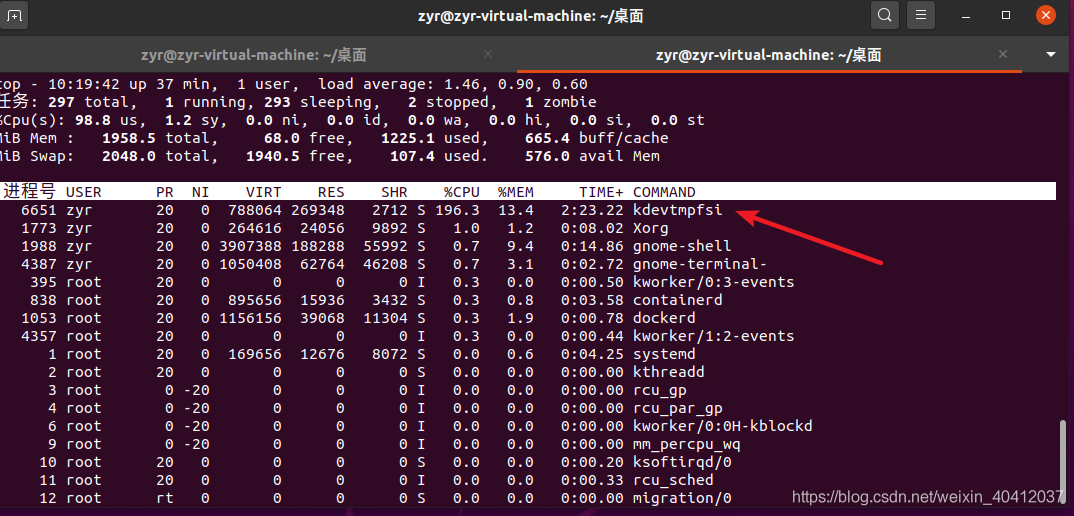 zyr@zyr-virtual-machine: ~/桌面
zyr@zyr-virtual-machine: ~/桌面 × zyr@zyr-virtual-machine: ~/桌面 ×
top - 10:19:42 up 37 min, 1 user, load average: 1.46, 0.90, 0.60
任务: 297 total, 1 running, 293 sleeping, 2 stopped, 1 zombie
%Cpu(s): 98.8 us, 1.2 sy, 0.0 ni, 0.0 id, 0.0 wa, 0.0 hi, 0.0 si, 0.0 st
MiB Mem : 1958.5 total, 68.0 free, 1225.1 used, 665.4 buff/cache
MiB Swap: 2048.0 total, 1940.5 free, 107.4 used. 576.0 avail Mem
进程号 USER PR NI VIRT RES SHR %CPU %MEM TIME+ COMMAND
6651 zyr 20 0 788064 269348 2712 S 196.3 13.4 2:23.22 kdevtmpfsi
1773 zyr 20 0 264616 24056 9892 S 1.0 1.2 0:08.02 Xorg
1988 zyr 20 0 3907388 188288 55992 S 0.7 9.4 0:14.86 gnome-shell
4387 zyr 20 0 1050408 62764 46208 S 0.7 3.1 0:02.72 gnome-terminal-
395 root 20 0 0 0 0 I 0.3 0.0 0:00.50 kworker/0:3-events
838 root 20 0 895656 15936 3432 S 0.3 0.8 0:03.58 containerd
1053 root 20 0 1156156 39068 11304 S 0.3 1.9 0:00.78 dockerd
4357 root 20 0 0 0 0 I 0.3 0.0 0:00.44 kworker/1:2-events
1 root 20 0 169656 12676 8072 S 0.0 0.6 0:04.25 systemd
2 root 20 0 0 0 0 S 0.0 0.0 0:00.00 kthreadd
3 root 0 -20 0 0 0 I 0.0 0.0 0:00.00 rcu_gp
4 root 0 -20 0 0 0 I 0.0 0.0 0:00.00 rcu_par_gp
6 root 0 -20 0 0 0 I 0.0 0.0 0:00.00 kworker/0:0H-kblockd
9 root 0 -20 0 0 0 I 0.0 0.0 0:00.00 mm_percpu_wq
10 root 20 0 0 0 0 S 0.0 0.0 0:00.20 ksoftirqd/0
11 root 20 0 0 0 0 I 0.0 0.0 0:00.33 rcu_sched
12 root rt 0 0 0 0 S 0.0 0.0 0:00.00 migration/0
https://blog.csdn.net/weixin_40412037